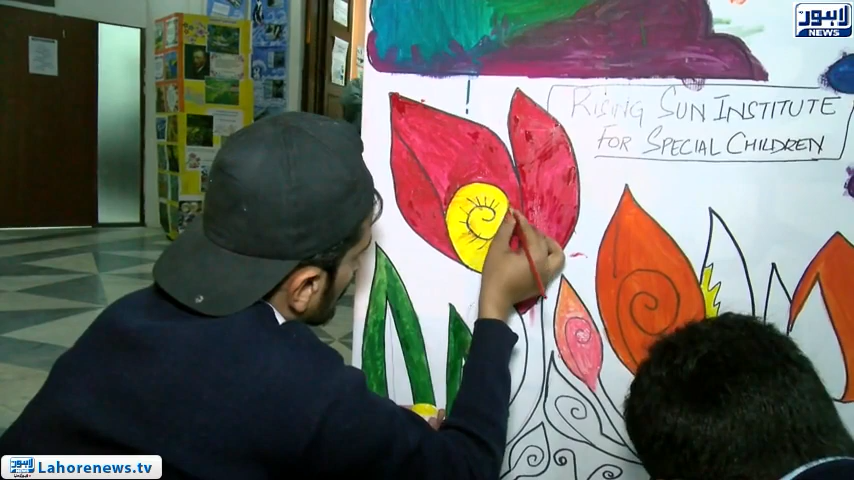 لاہور
NEWS
RISING SUN INSTITUTE
FOR SPECIAL CHILDREN
Lahorenews.tv